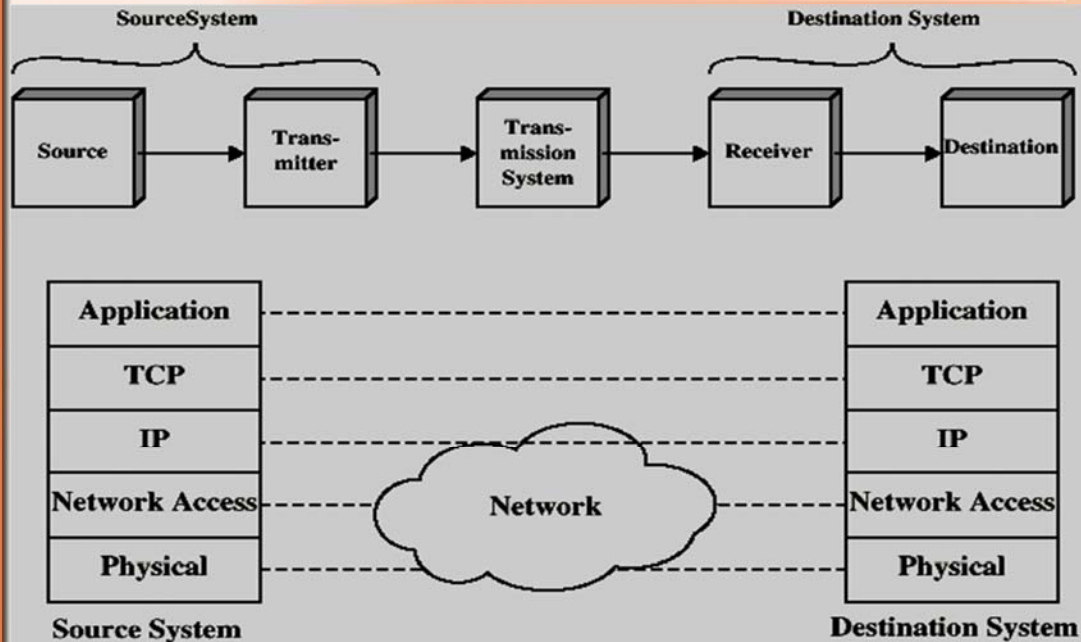 SourceSystem
Destination System
Source
Trans-
mitter
Trans-
mission
System
Receiver
Destination
Application
TCP
IP
Network Access
Physical
Source System
Network
Application
TCP
IP
Network Access
Physical
Destination System